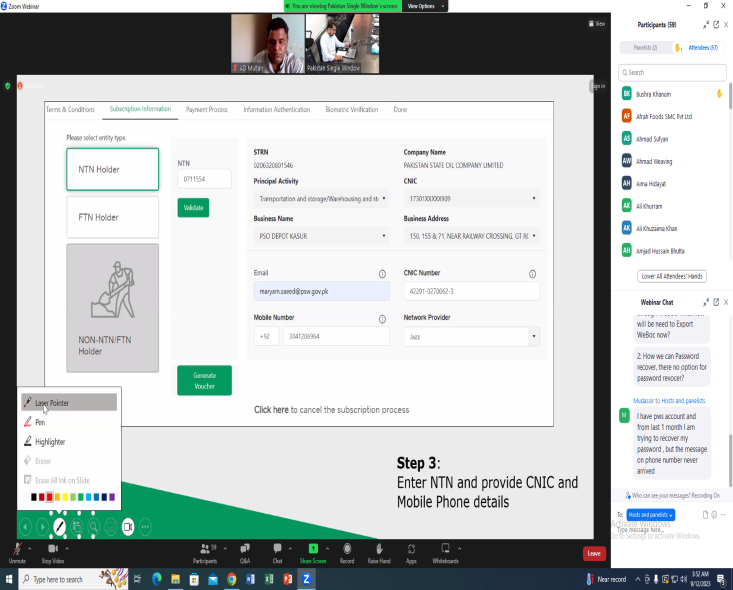 Zoom Webinar
You are viewing Pakistan Single Window's screen
View Options
AD Multan
Pakistan Single Window
View
Sign in
Terms & Conditions
Subscription Information
Payment Process
Information Authentication
Biometric Verification
Done
Please select entity type.
NTN Holder
FTN Holder
NON-NTN/FTN
Holder
NTN
0711554
Validate
Generate
Voucher
STRN
0206320801546
Company Name
PAKISTAN STATE OIL COMPANY LIMITED
Principal Activity
Transportation and storage/Warehousing and st
CNIC
17301XXXXX909
Business Name
PSO DEPOT KASUR
Business Address
150, 155 & 71, NEAR RAILWAY CROSSING, GT R
Email
maryam.saeed@psw.gov.pk
CNIC Number
42201-0270062-3
Mobile Number
+92
3041206964
Network Provider
Jazz
Click here to cancel the subscription process
Step 3:
Enter NTN and provide CNIC and
Mobile Phone details
Laser Pointer
Pen
Highlighter
Eraser
Erase All Ink on Slide
Participants (59)
Panelists (2)
1
Attendees (57)
Search
BK Bushra Khanum
AF Afrah Foods SMC Pvt Ltd
AS Ahmad Sufyan
AW Ahmad Weaving
AH Aima Hidayat
AK Ali Khurram
AK Ali Khuzaima Khan
AH Amjad Hussain Bhutta
Lower All Attendees' Hands
Webinar Chat
will be need to Export
WeBoc now?
2: How we can Password
recover, there no option for
password revocer?
Mudassar to Hosts and panelists
M
I have pws account and
from last 1 month I am
trying to recover my
password , but the message
on phone number never
arrived
Who can see your messages? Recording On
To: Hosts and panelists
Type message here...
Activate Windows
Go to Settings to activate Windows.
Unmute
Stop Video
59
Participants
Q&A
Chat
Share Screen
Record
Raise Hand
Apps
Whiteboards
Leave
Type here to search
Near record
3:52 AM
9/12/2023